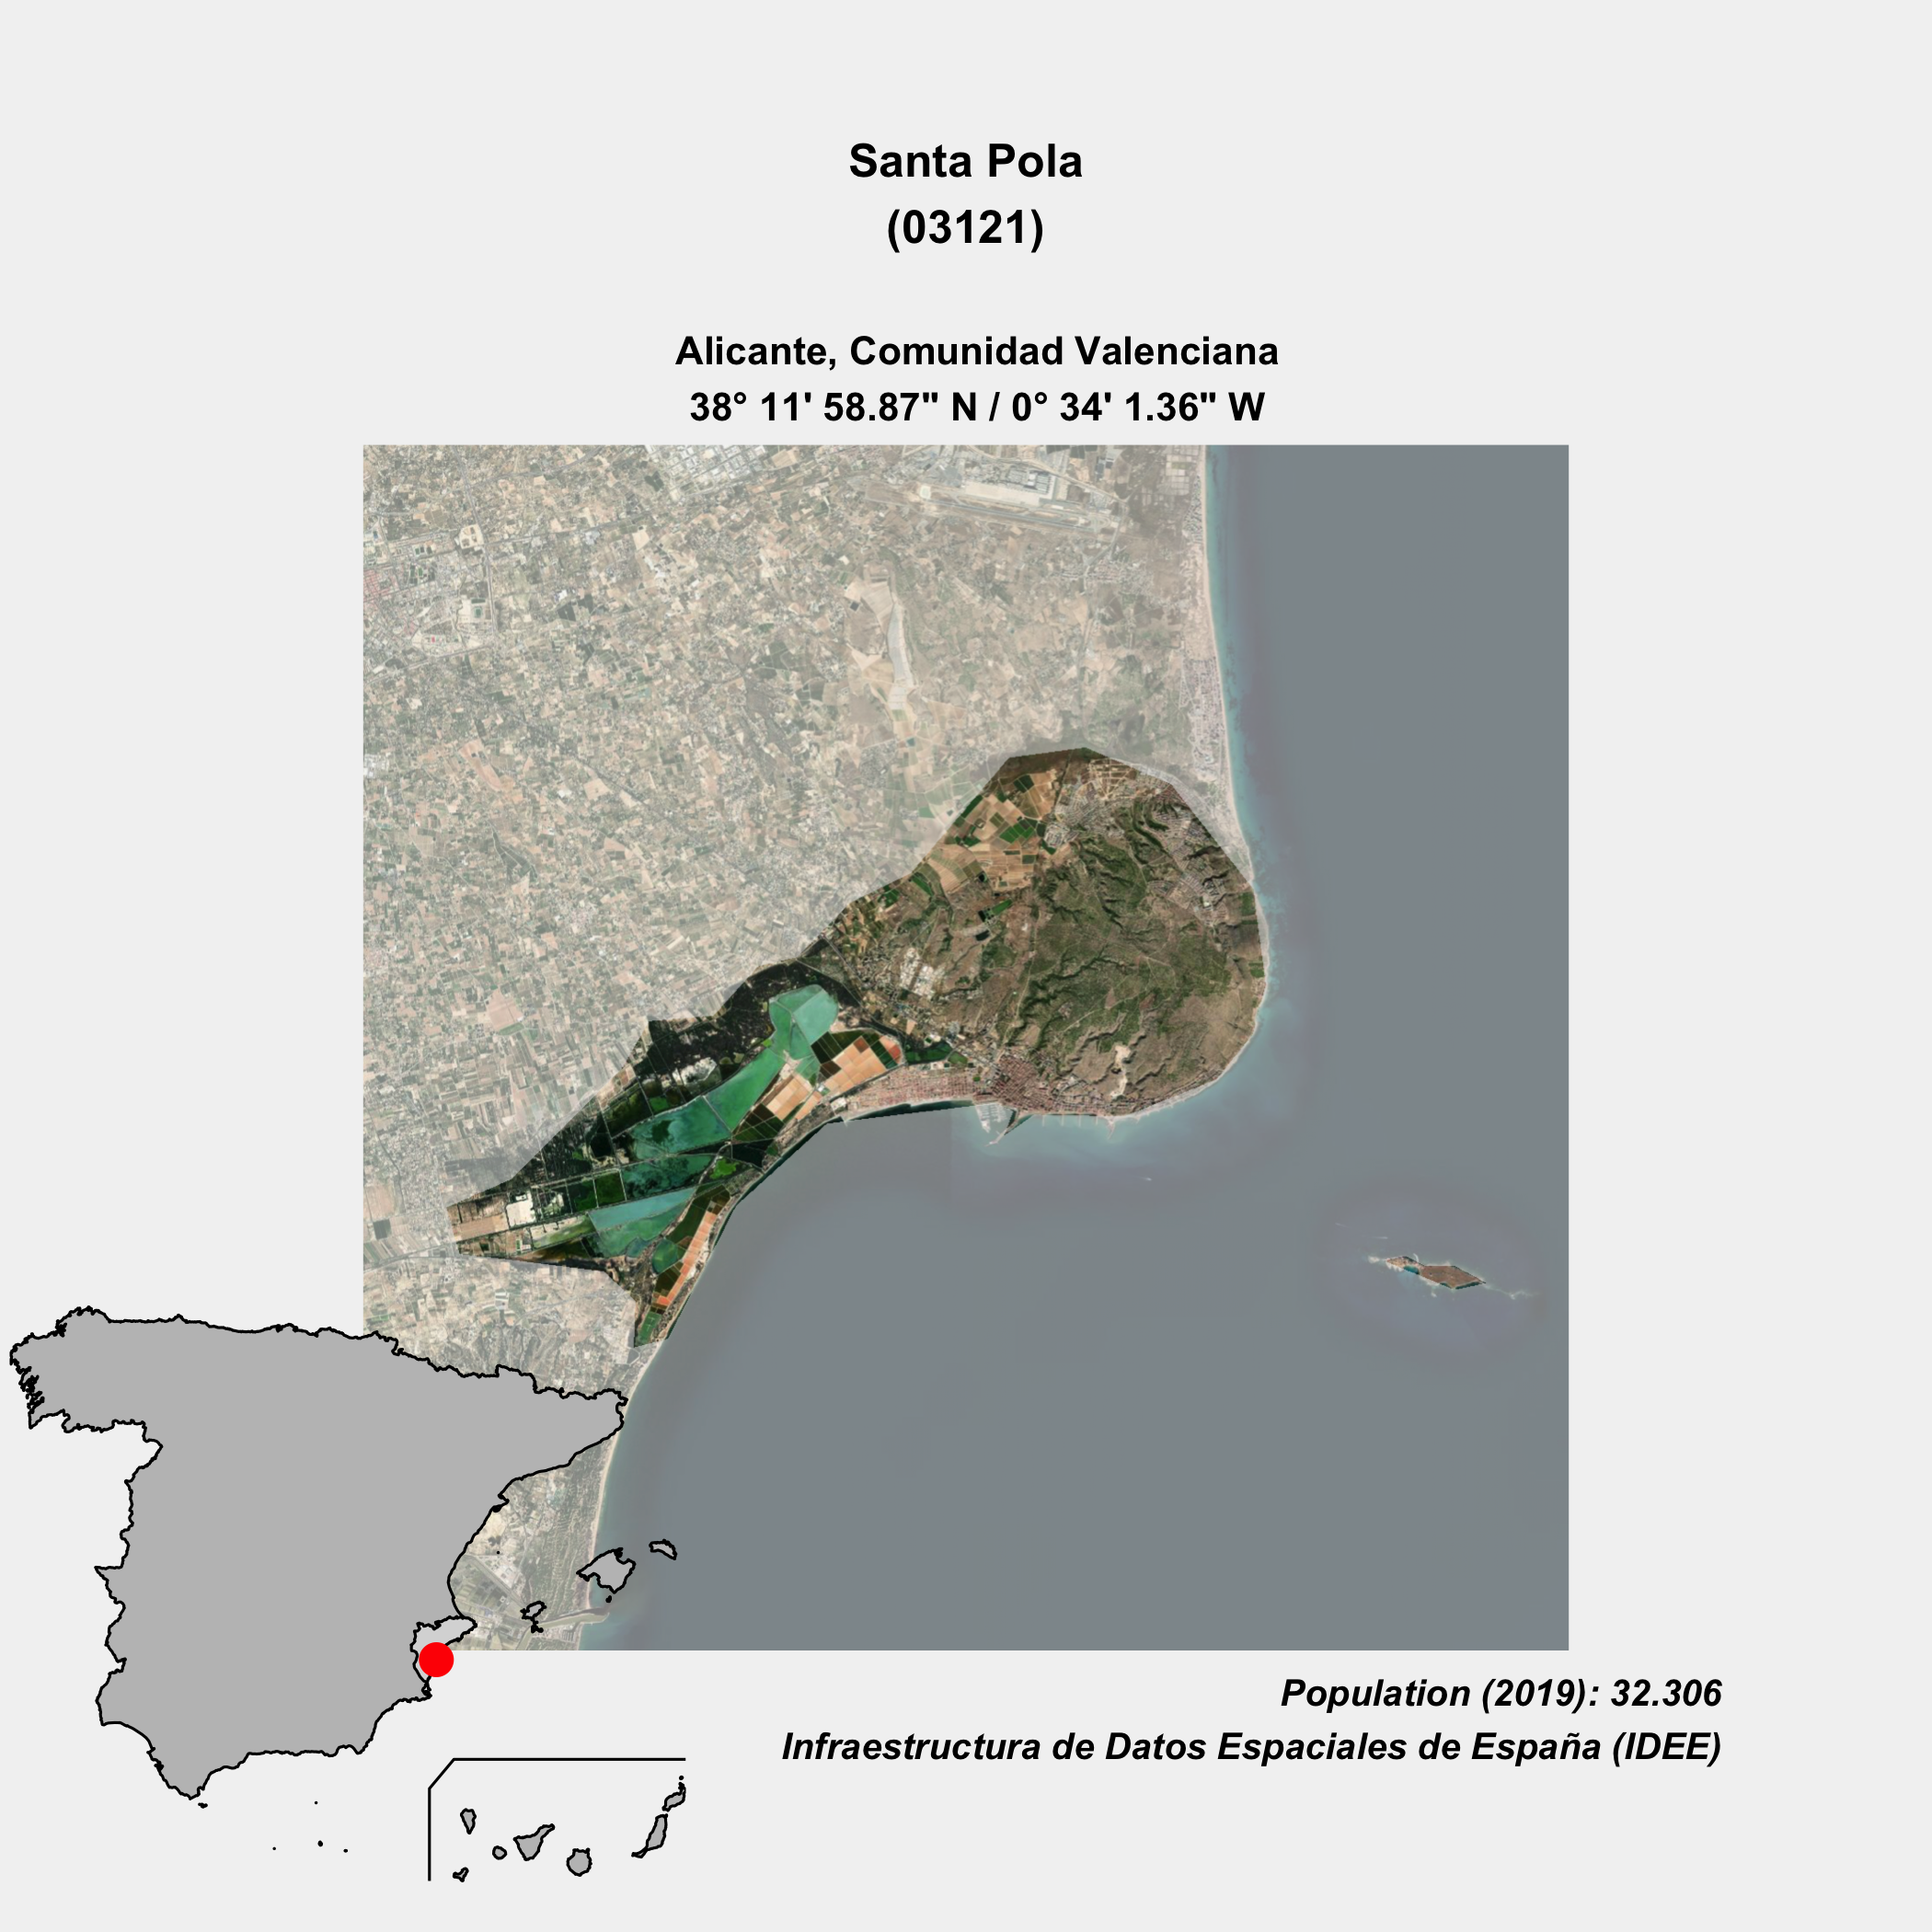 Santa Pola
(03121)
Alicante, Comunidad Valenciana
38° 11' 58.87" N / 0° 34' 1.36" W
Population (2019): 32.306
Infraestructura de Datos Espaciales de España (IDEE)